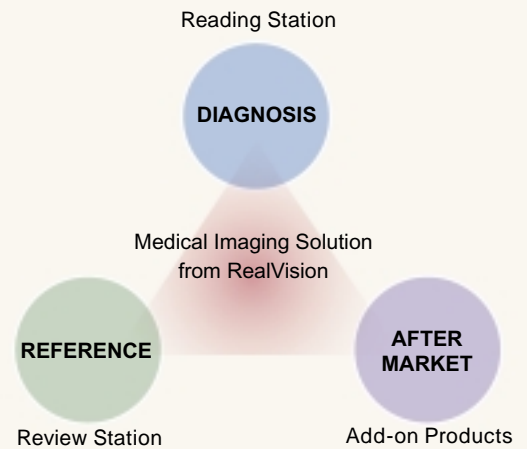 Reading Station
DIAGNOSIS
Medical Imaging Solution
from RealVision
REFERENCE
AFTER
MARKET
Review Station
Add-on Products